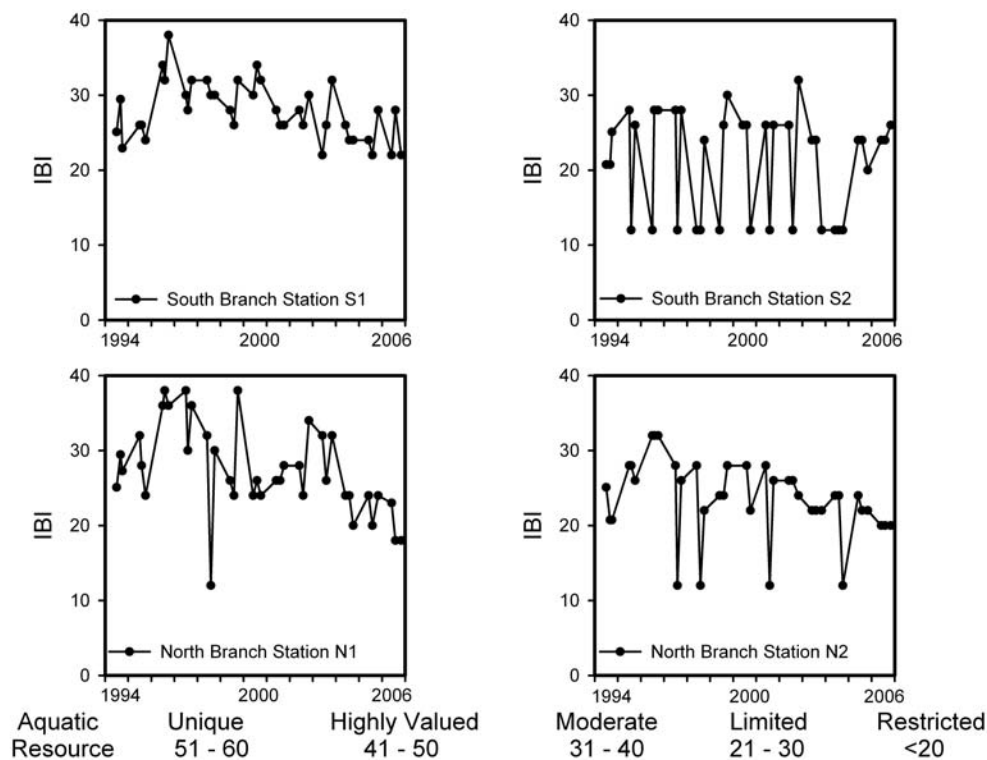 40
30
IBI
20
10
South Branch Station S1
0
1994 2000 2006
40
30
IBI
20
10
South Branch Station S2
0
1994 2000 2006
40
30
IBI
20
10
North Branch Station N1
0
1994 2000 2006
40
30
IBI
20
10
North Branch Station N2
0
1994 2000 2006
Aquatic Unique Highly Valued Moderate Limited Restricted
Resource 51 - 60 41 - 50 31 - 40 21 - 30 <20